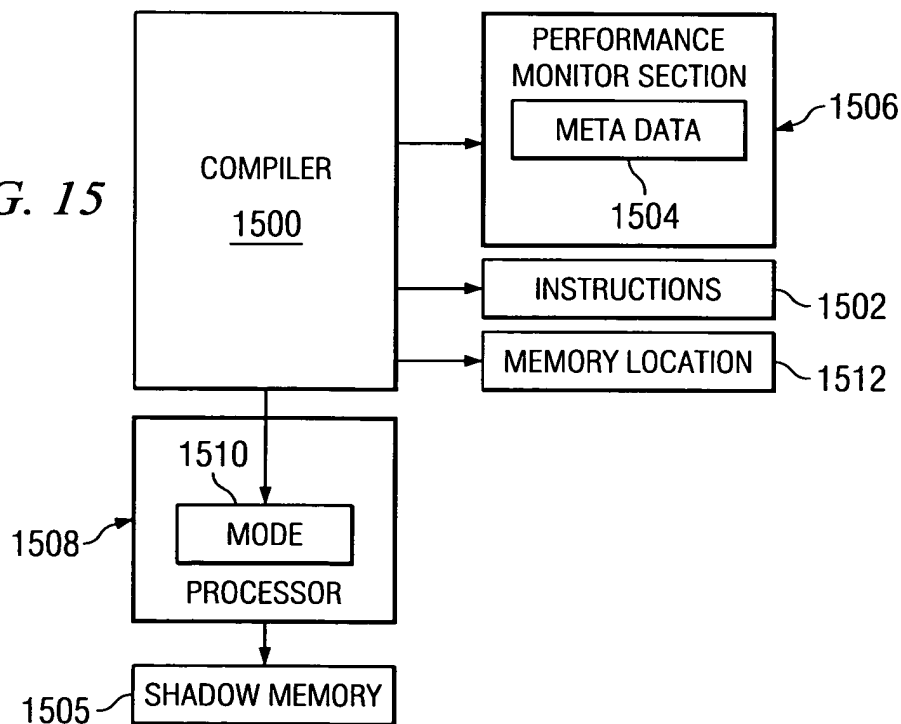 PERFORMANCE
MONITOR SECTION
META DATA
1504
1506
G. 15
COMPILER
1500
INSTRUCTIONS
1502
MEMORY LOCATION
1512
1510
MODE
1508
PROCESSOR
1505
SHADOW MEMORY